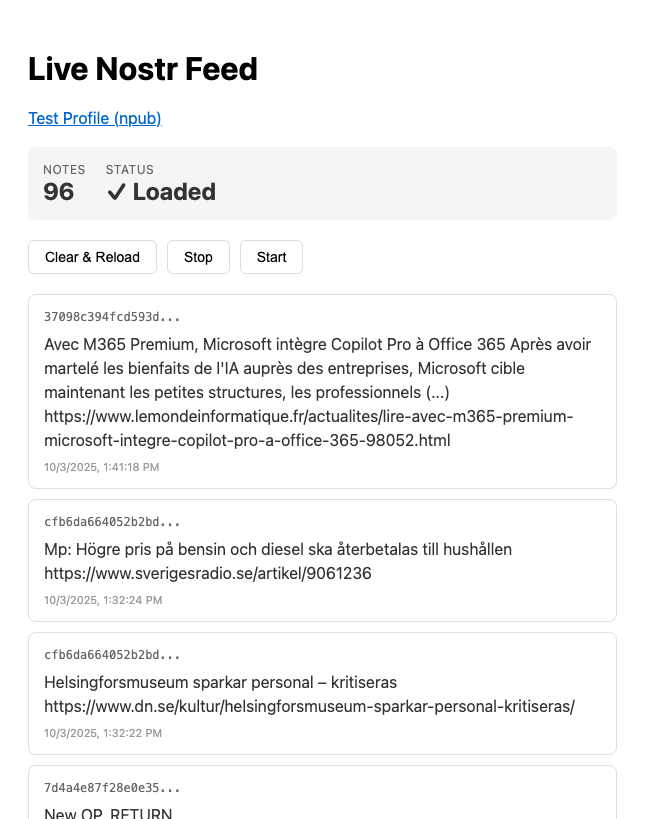 Live Nostr Feed
Test Profile (npub)
NOTES
96
STATUS
✓ Loaded
Clear & Reload
Stop
Start
37098c394fcd593d...
Avec M365 Premium, Microsoft intègre Copilot Pro à Office 365 Après avoir
martelé les bienfaits de l'IA auprès des entreprises, Microsoft cible
maintenant les petites structures, les professionnels (...)
https://www.lemondeinformatique.fr/actualites/lire-avec-m365-premium-
microsoft-integre-copilot-pro-a-office-365-98052.html
10/3/2025, 1:41:18 PM
cfb6da664052b2bd...
Mp: Högre pris på bensin och diesel ska återbetalas till hushållen
https://www.sverigesradio.se/artikel/9061236
10/3/2025, 1:32:24 PM
cfb6da664052b2bd...
Helsingforsmuseum sparkar personal – kritiseras
https://www.dn.se/kultur/helsingforsmuseum-sparkar-personal-kritiseras/
10/3/2025, 1:32:22 PM
7d4a4e87f28e0e35...
New OP_RETURN